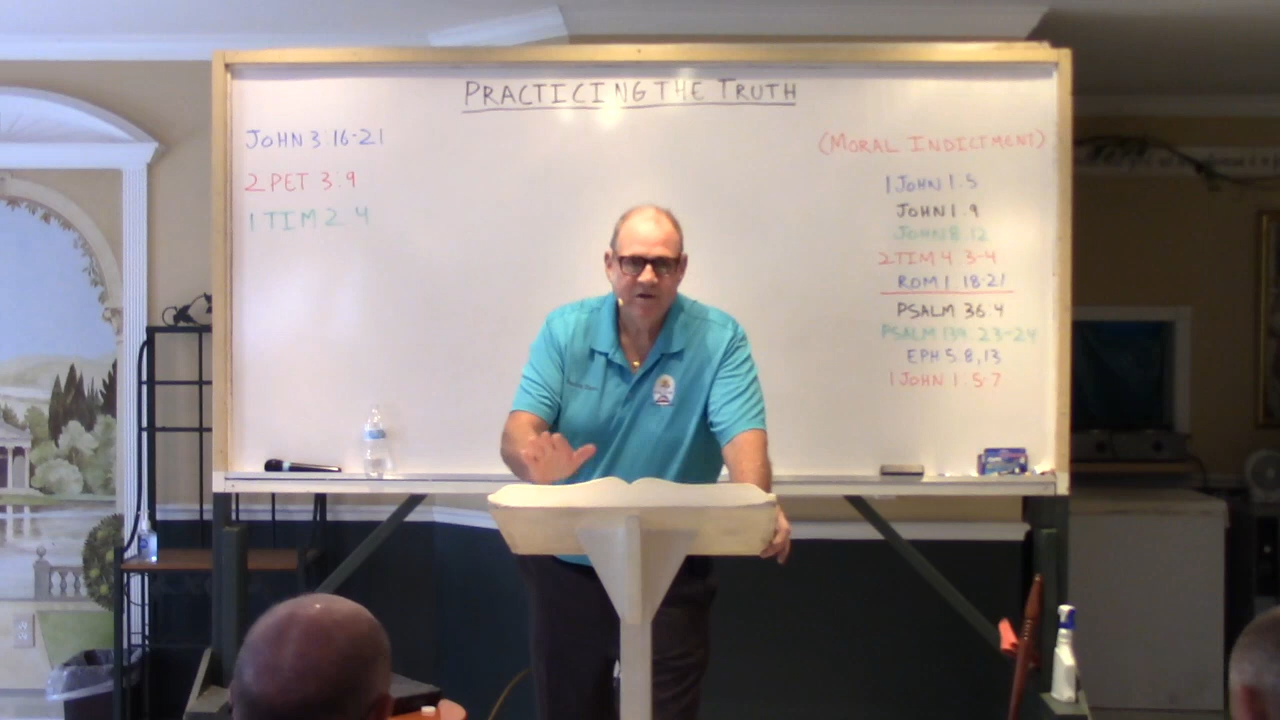 PRACTICING THE TRUTH
JOHN 3:16-21
2 PET 3:9
1 TIM 2:4
(MORAL INDICTMENT)
1 JOHN 1:5
JOHN 1:9
JOHN 8:12
2 TIM 4:3-4
ROM 1:18-21
PSALM 36:4
PSALM 139:23-24
EPH 5:8,13
1 JOHN 1:5-7